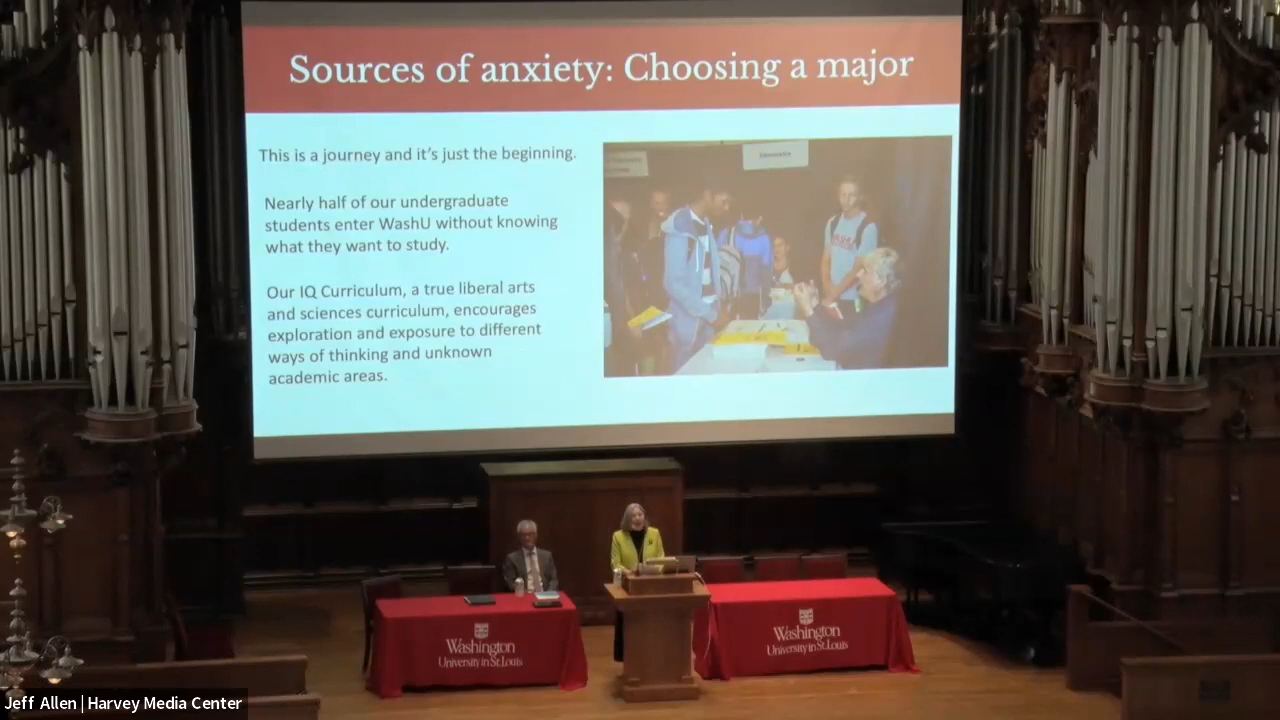 Sources of anxiety: Choosing a major
This is a journey and it's just the beginning.
Nearly half of our undergraduate
students enter WashU without knowing
what they want to study.
Our IQ Curriculum, a true liberal arts
and sciences curriculum, encourages
exploration and exposure to different
ways of thinking and unknown
academic areas.
Washington
University in St. Louis
Washington
University in St. Louis
Jeff Allen | Harvey Media Center